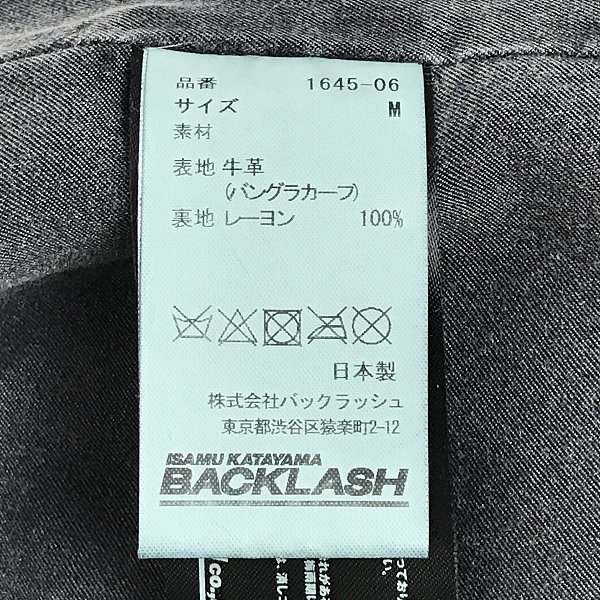 品番 1645-06
サイズ M
素材
表地 牛革
(バングラカーフ)
裏地 レーヨン 100%
日本製
株式会社バックラッシュ
東京都渋谷区猿楽町2-12
ISAMU KATAYAMA
BACKLASH